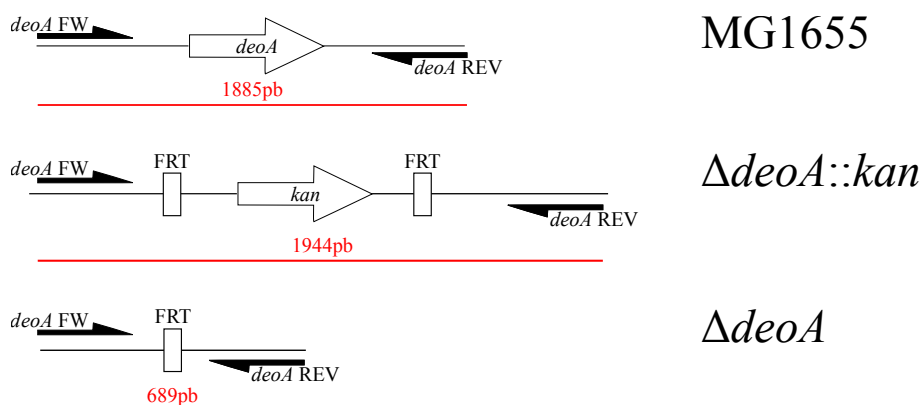 deoA FW
deoA
deoA REV
1885pb
MG1655
deoA FW
FRT
kan
FRT
deoA REV
1944pb
ΔdeoA::kan
deoA FW
FRT
deoA REV
689pb
ΔdeoA